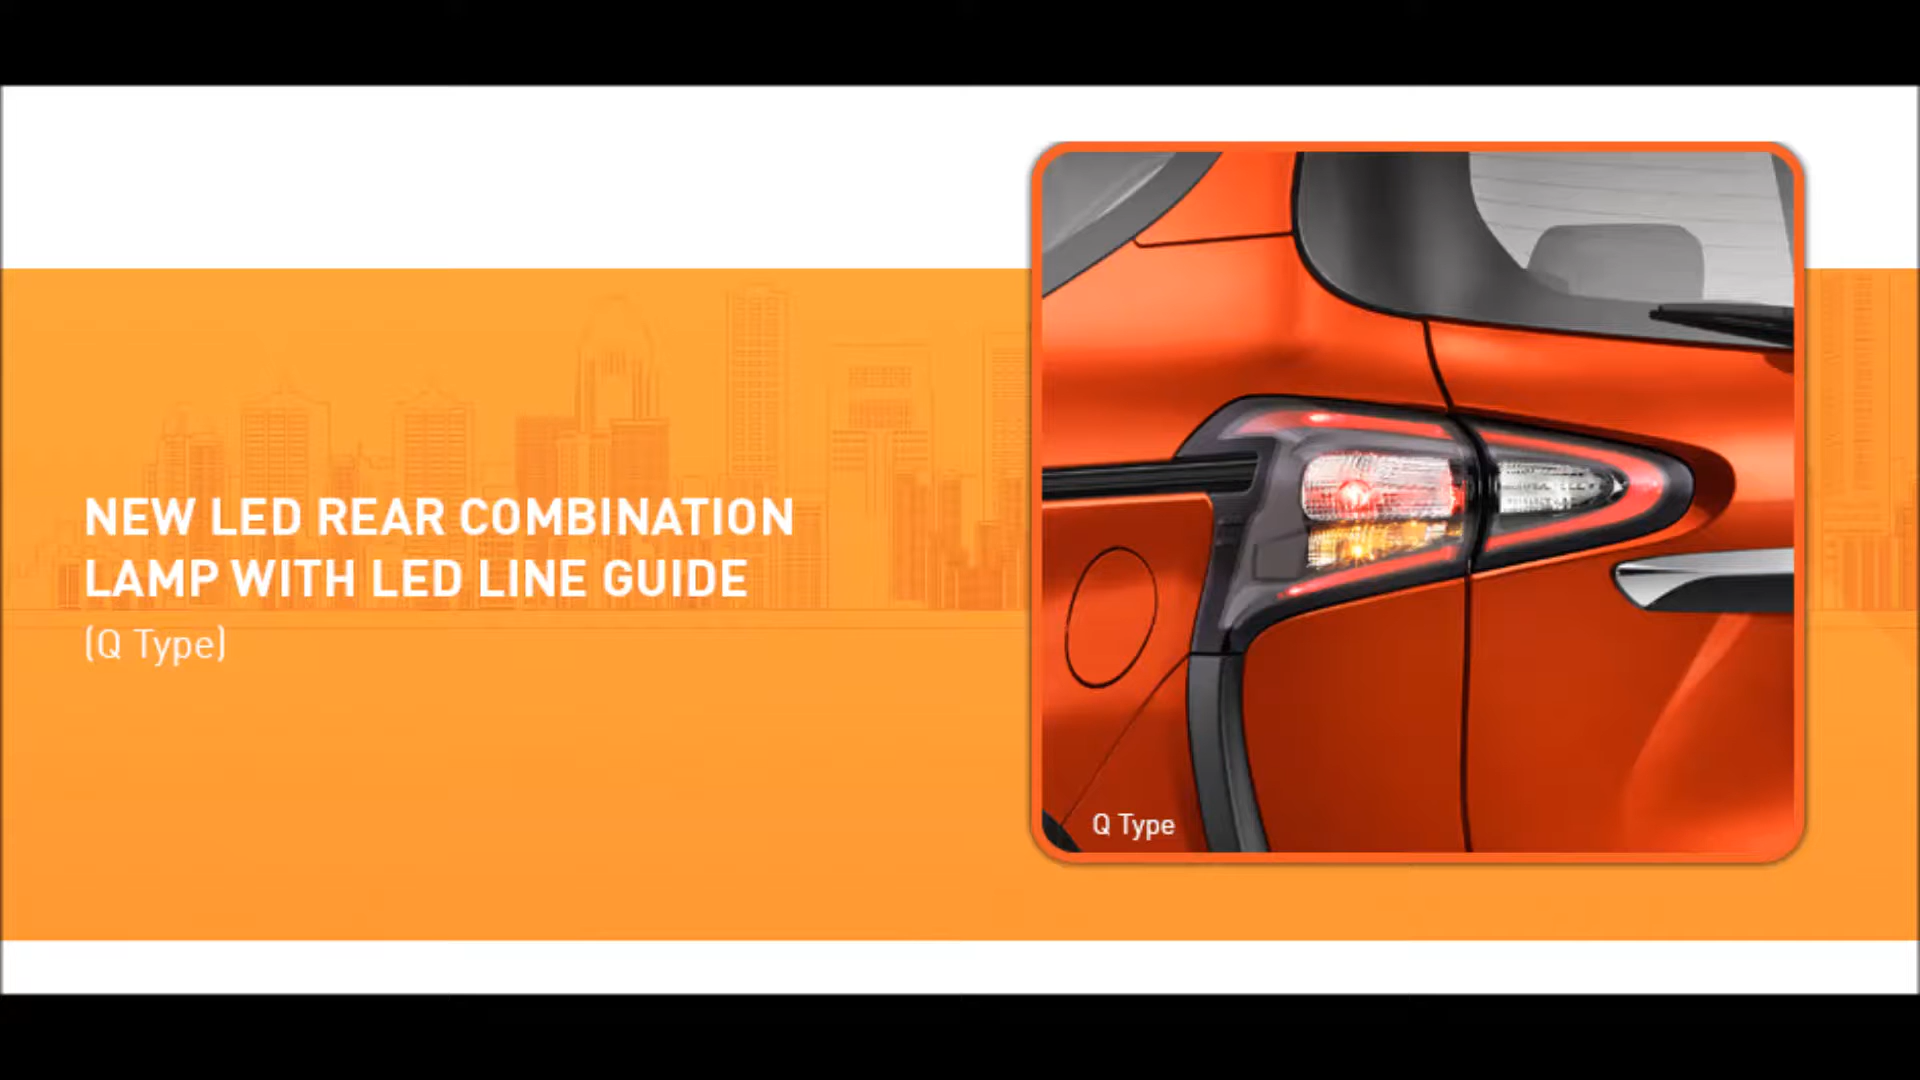 NEW LED REAR COMBINATION
LAMP WITH LED LINE GUIDE
(Q Type)
Q Type